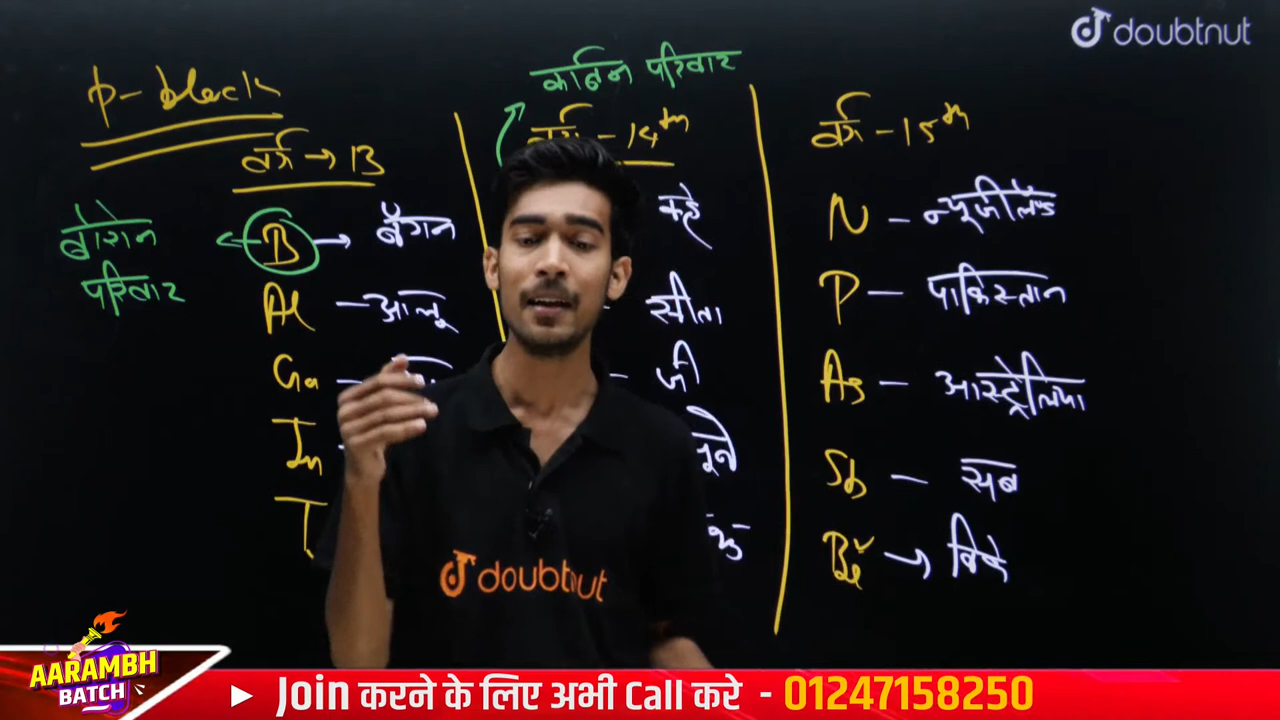 doubtnut
p-block
वर्ग → 13
बोरोन परिवार
B → बैंगन
Al - आलू
Ga -
In
T
कार्बन परिवार
वर्ग - 14th
कहे
सीता
- जी
वर्ग - 15th
N - न्यूजीलैंड
P - पाकिस्तान
As - आस्ट्रेलिया
Sb - सब
Bi →
doubtnut
AARAMBH
BATCH
Join करने के लिए अभी Call करे - 01247158250